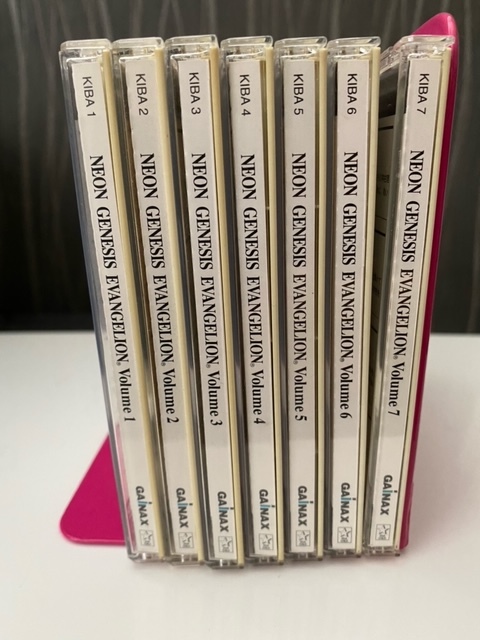 KIBA 1 NEON GENESIS EVANGELION® Volume 1 GAINAX
KIBA 2 NEON GENESIS EVANGELION® Volume 2 GAINAX
KIBA 3 NEON GENESIS EVANGELION® Volume 3 GAINAX
KIBA 4 NEON GENESIS EVANGELION® Volume 4 GAINAX
KIBA 5 NEON GENESIS EVANGELION® Volume 5 GAINAX
KIBA 6 NEON GENESIS EVANGELION® Volume 6 GAINAX
KIBA 7 NEON GENESIS EVANGELION® Volume 7 GAINAX